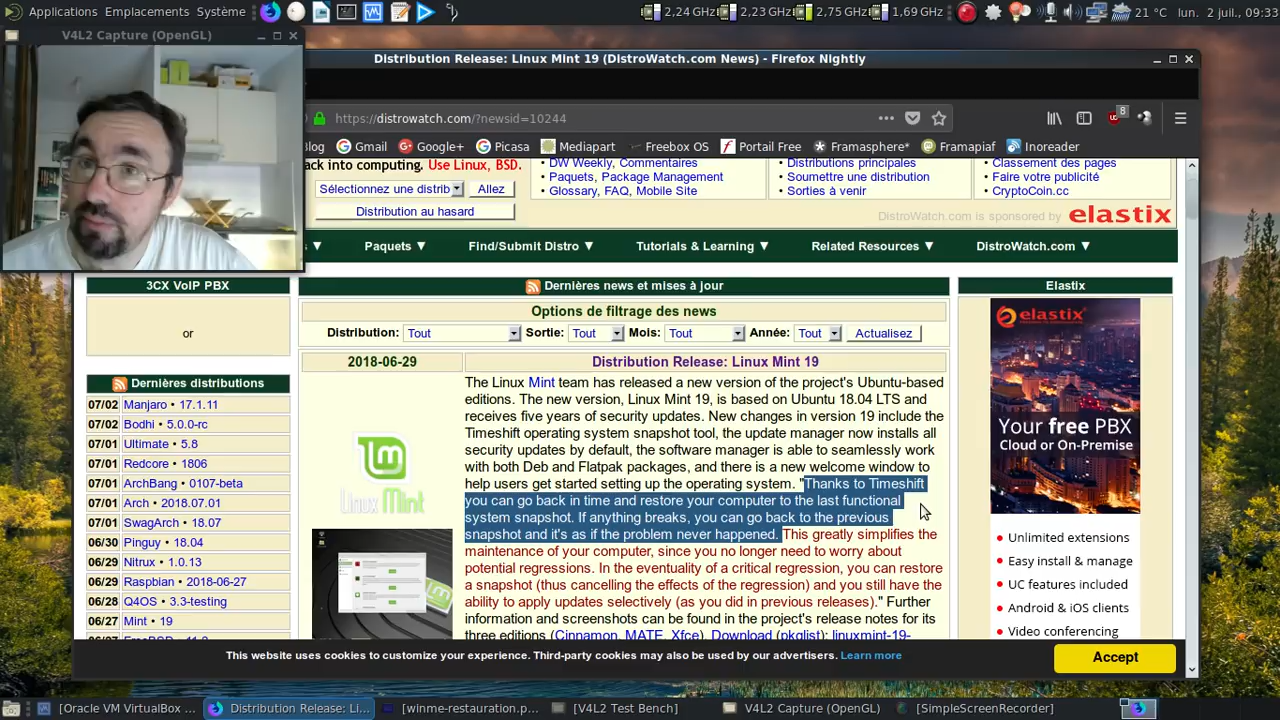 Applications Emplacements Système
2,24 GHz 2,23 GHz 2,75 GHz 1,69 GHz 21 °C lun. 2 juil., 09:33
V4L2 Capture (OpenGL)
Distribution Release: Linux Mint 19 (DistroWatch.com News) - Firefox Nightly
https://distrowatch.com/?newsid=10244
8
Blog Gmail Google+ Picasa Mediapart Freebox OS Portail Free Framasphere* Framapiaf Inoreader
back into computing. Use Linux, BSD.
Sélectionnez une distrib Allez
Distribution au hasard
• DW Weekly, Commentaires
• Paquets, Package Management
• Glossary, FAQ, Mobile Site
• Distributions principales
• Soumettre une distribution
• Sorties à venir
• Classement des pages
• Faire votre publicité
• CryptoCoin.cc
DistroWatch.com is sponsored by elastix
s ▼ Paquets ▼ Find/Submit Distro ▼ Tutorials & Learning ▼ Related Resources ▼ DistroWatch.com ▼
3CX VoIP PBX
or
Dernières distributions
07/02 Manjaro • 17.1.11
07/02 Bodhi • 5.0.0-rc
07/01 Ultimate • 5.8
07/01 Redcore • 1806
07/01 ArchBang • 0107-beta
07/01 Arch • 2018.07.01
07/01 SwagArch • 18.07
06/30 Pinguy • 18.04
06/29 Nitrux • 1.0.13
06/29 Raspbian • 2018-06-27
06/28 Q4OS • 3.3-testing
06/27 Mint • 19
Dernières news et mises à jour
Options de filtrage des news
Distribution: Tout Sortie: Tout Mois: Tout Année: Tout Actualisez
2018-06-29 Distribution Release: Linux Mint 19
Linux Mint
The Linux Mint team has released a new version of the project's Ubuntu-based
editions. The new version, Linux Mint 19, is based on Ubuntu 18.04 LTS and
receives five years of security updates. New changes in version 19 include the
Timeshift operating system snapshot tool, the update manager now installs all
security updates by default, the software manager is able to seamlessly work
with both Deb and Flatpak packages, and there is a new welcome window to
help users get started setting up the operating system. "Thanks to Timeshift
you can go back in time and restore your computer to the last functional
system snapshot. If anything breaks, you can go back to the previous
snapshot and it's as if the problem never happened. This greatly simplifies the
maintenance of your computer, since you no longer need to worry about
potential regressions. In the eventuality of a critical regression, you can restore
a snapshot (thus cancelling the effects of the regression) and you still have the
ability to apply updates selectively (as you did in previous releases)." Further
information and screenshots can be found in the project's release notes for its
three editions (Cinnamon, MATE, Xfce). Download (pkglist): linuxmint-19-
Elastix
elastix
Your free PBX
Cloud or On-Premise
• Unlimited extensions
• Easy install & manage
• UC features included
• Android & iOS clients
• Video conferencing
This website uses cookies to customize your experience. Third-party cookies may also be used by our advertisers. Learn more
Accept
[Oracle VM VirtualBox ... Distribution Release: Li... [winme-restauration.p... [V4L2 Test Bench] V4L2 Capture (OpenGL) [SimpleScreenRecorder]